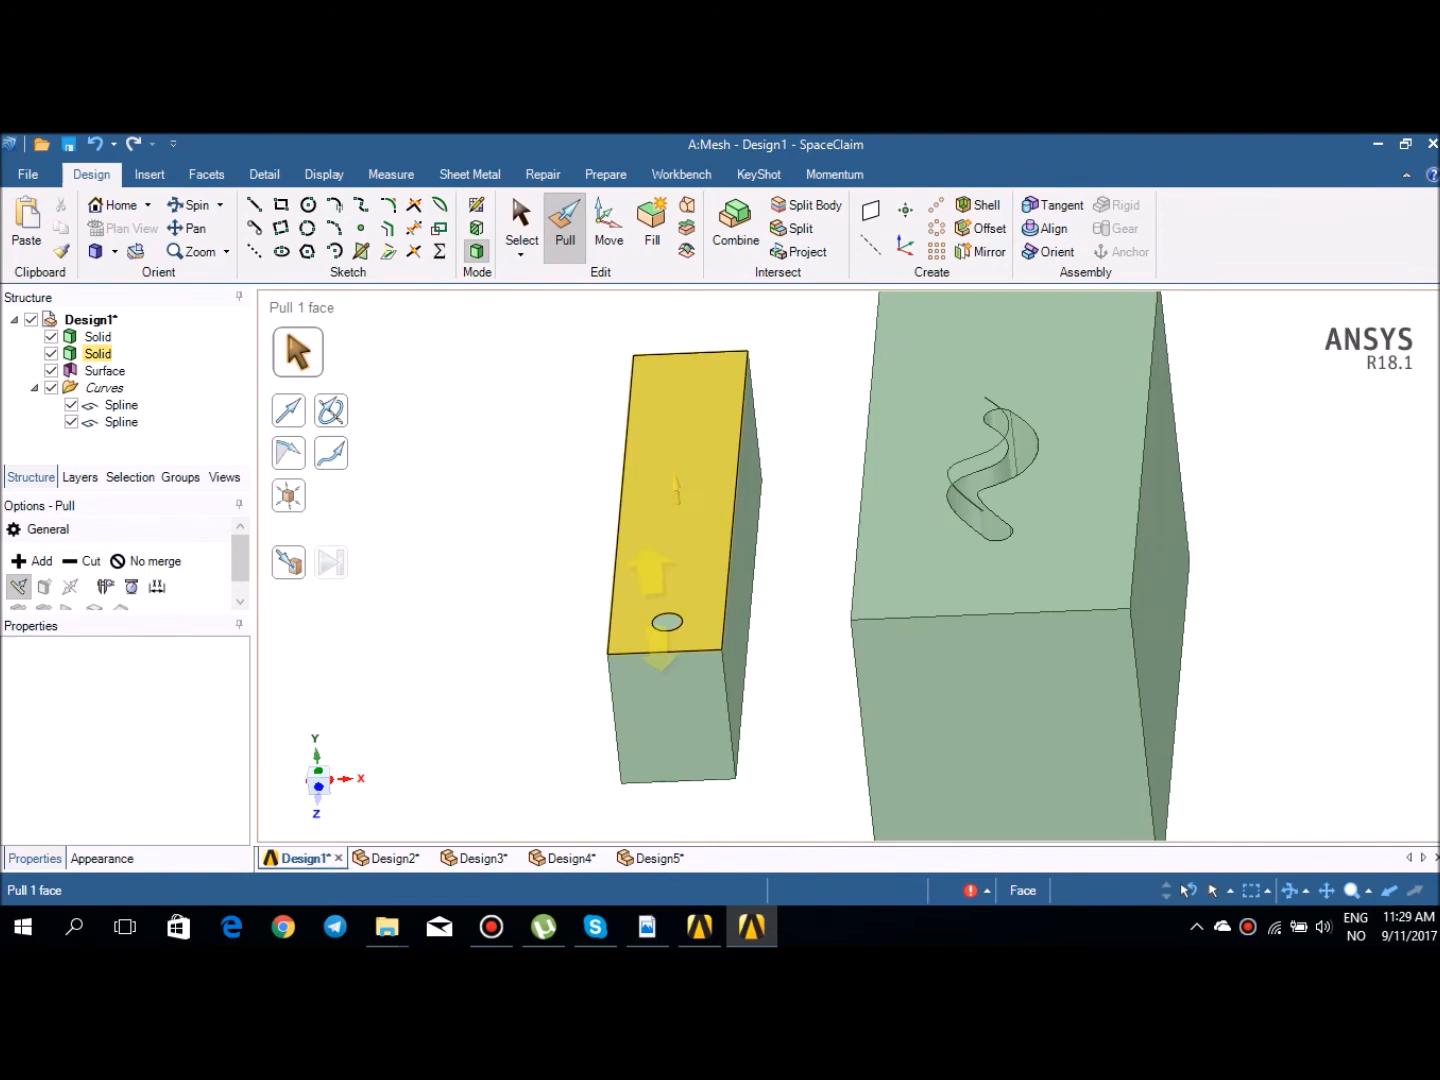 A:Mesh - Design1 - SpaceClaim
File Design Insert Facets Detail Display Measure Sheet Metal Repair Prepare Workbench KeyShot Momentum
Paste
Home Spin
Plan View Pan
Zoom
Select Pull Move Fill
Combine
Split Body
Split
Project
Shell
Offset
Mirror
Tangent Rigid
Align Gear
Orient Anchor
Clipboard Orient Sketch Mode Edit Intersect Create Assembly
Structure
Design1*
Solid
Solid
Surface
Curves
Spline
Spline
Structure Layers Selection Groups Views
Options - Pull
General
Add Cut No merge
Properties
Properties Appearance
Pull 1 face
ANSYS
R18.1
Y
X
Z
Design1* Design2* Design3* Design4* Design5*
Pull 1 face
Face
ENG
NO
11:29 AM
9/11/2017